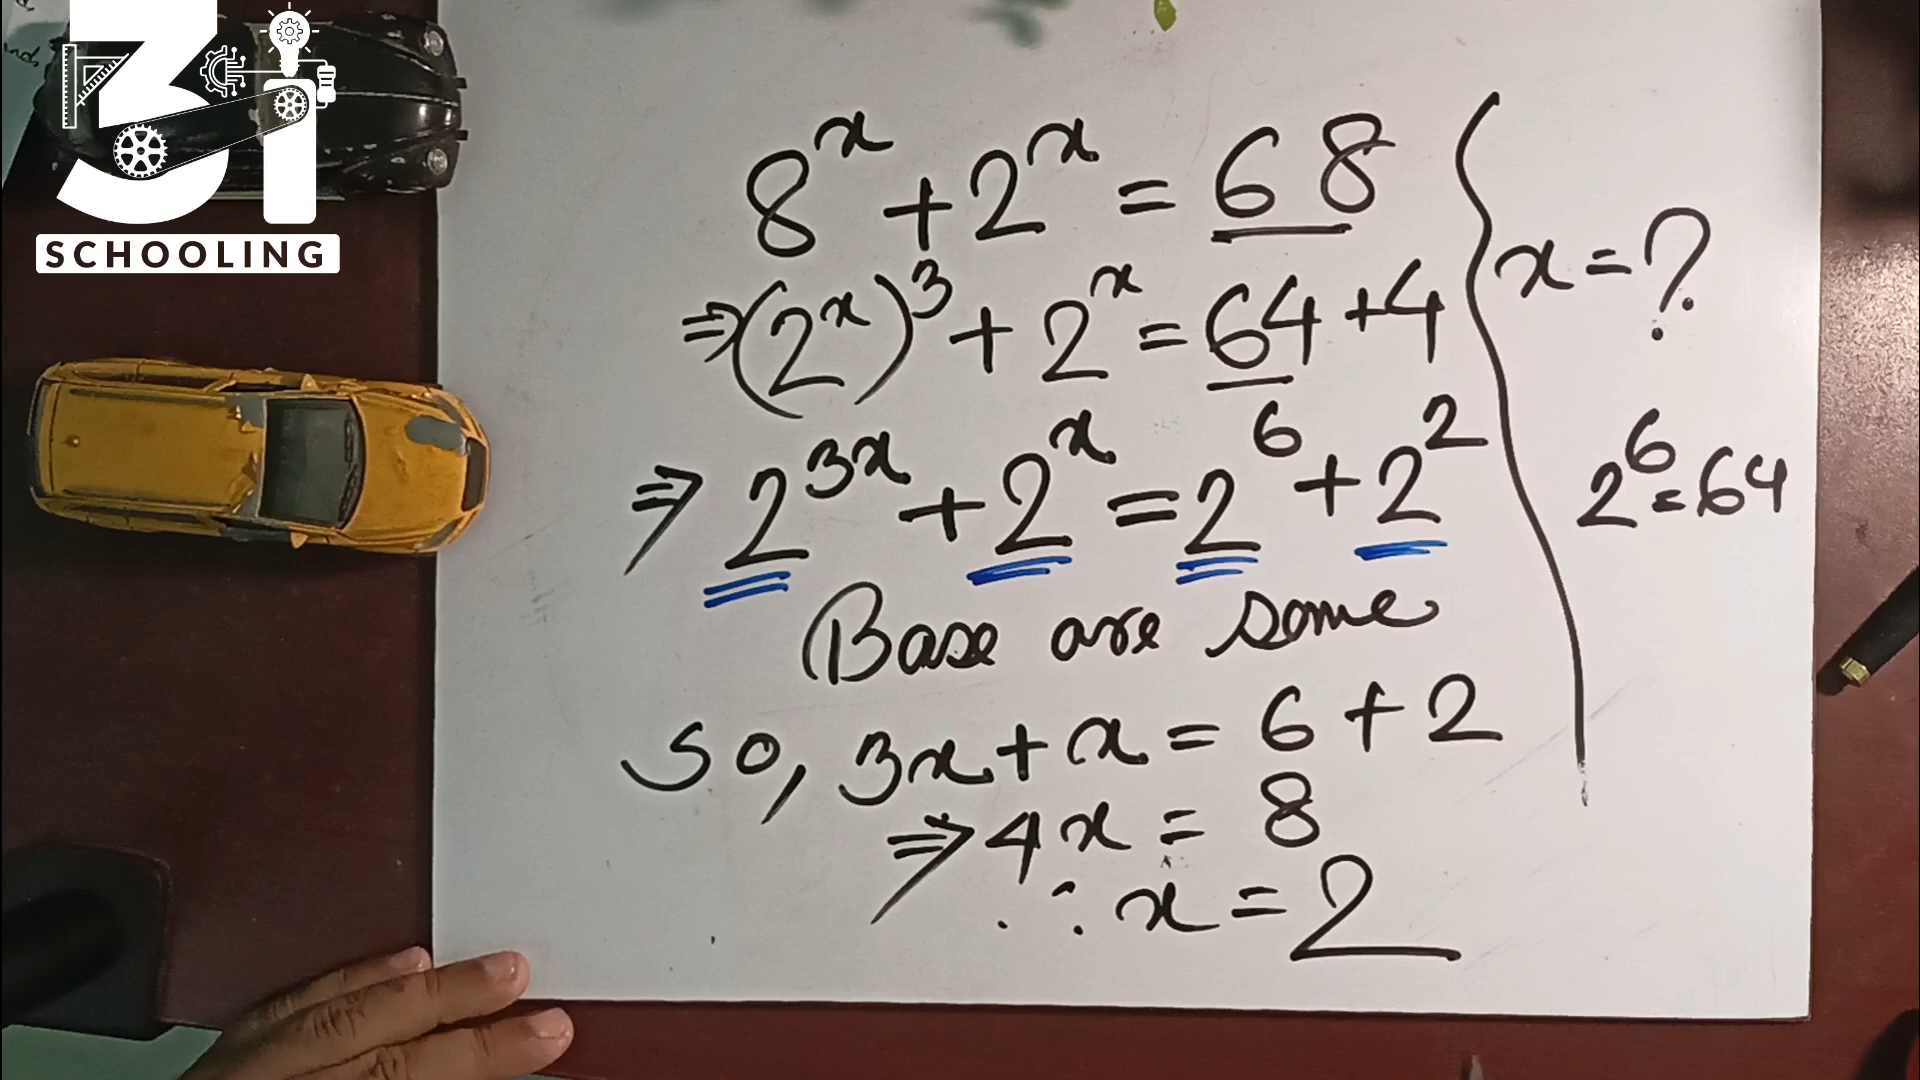 3i
SCHOOLING
8^x + 2^x = 68
⇒ (2^x)^3 + 2^x = 64 + 4
⇒ 2^3x + 2^x = 2^6 + 2^2
Base are same
So, 3x + x = 6 + 2
⇒ 4x = 8
∴ x = 2
x = ?
2^6 = 64